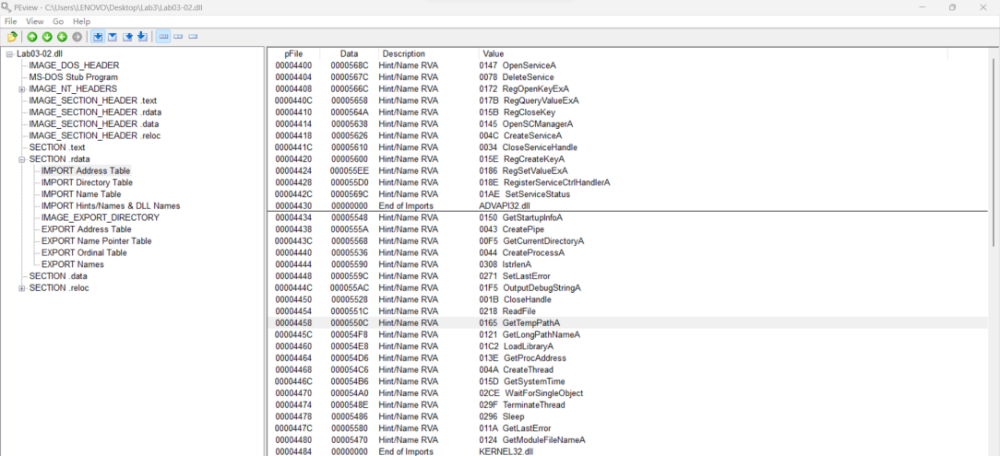 PEview - C:\Users\LENOVO\Desktop\Lab3\Lab03-02.dll
File View Go Help
Lab03-02.dll
IMAGE_DOS_HEADER
MS-DOS Stub Program
IMAGE_NT_HEADERS
IMAGE_SECTION_HEADER .text
IMAGE_SECTION_HEADER .rdata
IMAGE_SECTION_HEADER .data
IMAGE_SECTION_HEADER .reloc
SECTION .text
SECTION .rdata
IMPORT Address Table
IMPORT Directory Table
IMPORT Name Table
IMPORT Hints/Names & DLL Names
IMAGE_EXPORT_DIRECTORY
EXPORT Address Table
EXPORT Name Pointer Table
EXPORT Ordinal Table
EXPORT Names
SECTION .data
SECTION .reloc
pFile Data Description Value
00004400 0000568C Hint/Name RVA 0147 OpenServiceA
00004404 0000567C Hint/Name RVA 0078 DeleteService
00004408 0000566C Hint/Name RVA 0172 RegOpenKeyExA
0000440C 00005658 Hint/Name RVA 017B RegQueryValueExA
00004410 0000564A Hint/Name RVA 015B RegCloseKey
00004414 00005638 Hint/Name RVA 0145 OpenSCManagerA
00004418 00005626 Hint/Name RVA 004C CreateServiceA
0000441C 00005610 Hint/Name RVA 0034 CloseServiceHandle
00004420 00005600 Hint/Name RVA 015E RegCreateKeyA
00004424 000055EE Hint/Name RVA 0186 RegSetValueExA
00004428 000055D0 Hint/Name RVA 018E RegisterServiceCtrlHandlerA
0000442C 0000569C Hint/Name RVA 01AE SetServiceStatus
00004430 00000000 End of Imports ADVAPI32.dll
00004434 00005548 Hint/Name RVA 0150 GetStartupInfoA
00004438 0000555A Hint/Name RVA 0043 CreatePipe
0000443C 00005568 Hint/Name RVA 00F5 GetCurrentDirectoryA
00004440 00005536 Hint/Name RVA 0044 CreateProcessA
00004444 00005590 Hint/Name RVA 0308 lstrlenA
00004448 0000559C Hint/Name RVA 0271 SetLastError
0000444C 000055AC Hint/Name RVA 01F5 OutputDebugStringA
00004450 00005528 Hint/Name RVA 001B CloseHandle
00004454 0000551C Hint/Name RVA 0218 ReadFile
00004458 0000550C Hint/Name RVA 0165 GetTempPathA
0000445C 000054F8 Hint/Name RVA 0121 GetLongPathNameA
00004460 000054E8 Hint/Name RVA 01C2 LoadLibraryA
00004464 000054D6 Hint/Name RVA 013E GetProcAddress
00004468 000054C6 Hint/Name RVA 004A CreateThread
0000446C 000054B6 Hint/Name RVA 015D GetSystemTime
00004470 000054A0 Hint/Name RVA 02CE WaitForSingleObject
00004474 0000548E Hint/Name RVA 029F TerminateThread
00004478 00005486 Hint/Name RVA 0296 Sleep
0000447C 00005580 Hint/Name RVA 011A GetLastError
00004480 00005470 Hint/Name RVA 0124 GetModuleFileNameA
00004484 00000000 End of Imports KERNEL32.dll